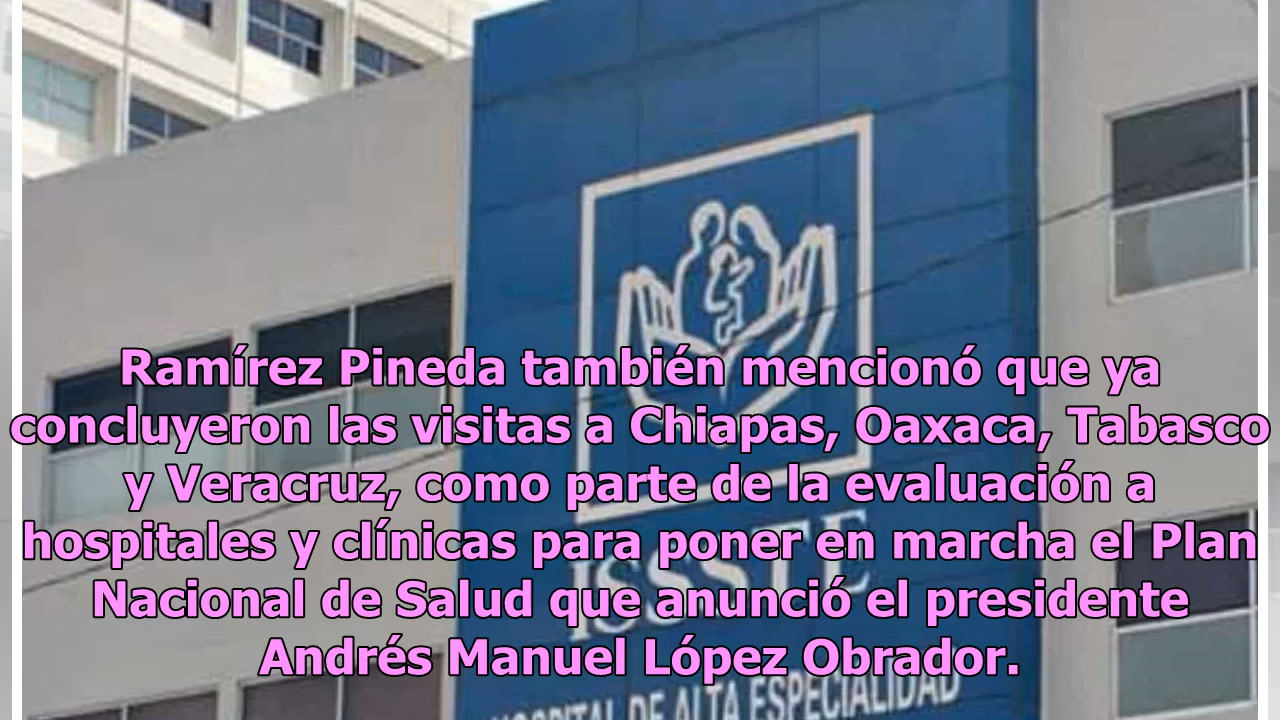 Ramírez Pineda también mencionó que ya
concluyeron las visitas a Chiapas, Oaxaca, Tabasco
y Veracruz, como parte de la evaluación a
hospitales y clínicas para poner en marcha el Plan
ISSSTE
Nacional de Salud que anunció el presidente
Andrés Manuel López Obrador.
HOSPITAL DE ALTA ESPECIALIDAD